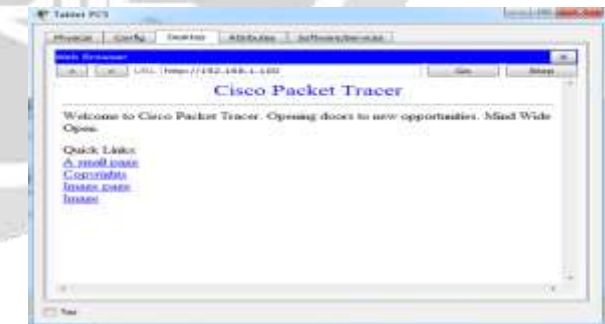 Tablet PC5
Physical Config Desktop Attributes Software/Services
Web Browser
< > URL http://192.168.1.100 Go Stop
Cisco Packet Tracer
Welcome to Cisco Packet Tracer. Opening doors to new opportunities. Mind Wide
Open.
Quick Links:
A small page
Copyrights
Image page
Image
Top